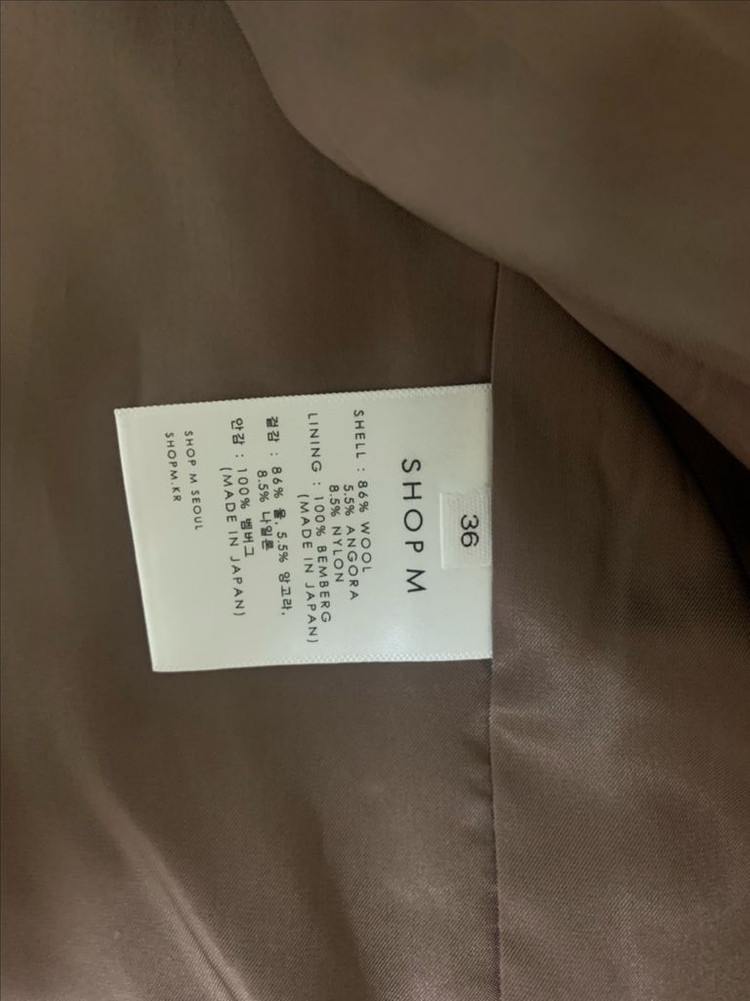 36
SHOP M
SHELL : 86% WOOL
5.5% ANGORA
8.5% NYLON
LINING : 100% BEMBERG
(MADE IN JAPAN)
겉감 : 86% 울, 5.5% 앙고라,
8.5% 나일론
안감 : 100% 벰버그
(MADE IN JAPAN)
SHOP M SEOUL
SHOPM.KR